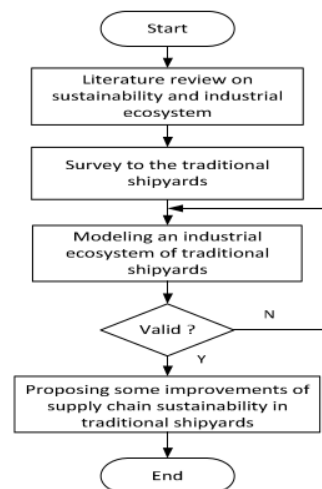 Start
Literature review on
sustainability and industrial
ecosystem
Survey to the traditional
shipyards
Modeling an industrial
ecosystem of traditional
shipyards
Valid ?
N
Y
Proposing some improvements of
supply chain sustainability in
traditional shipyards
End